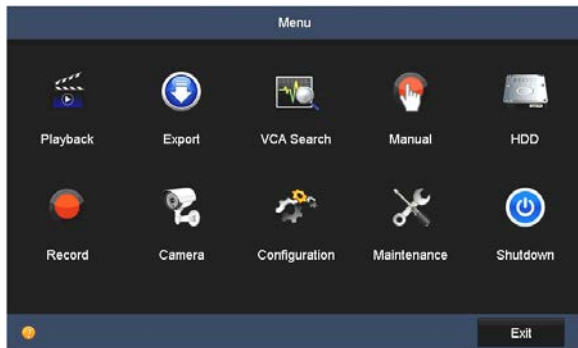 Menu
Playback
Export
VCA Search
Manual
HDD
Record
Camera
Configuration
Maintenance
Shutdown
Exit